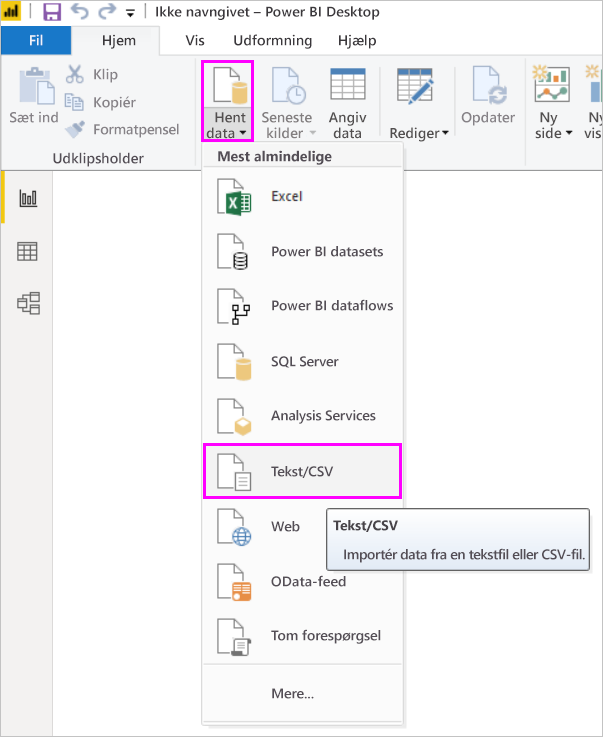 Ikke navngivet – Power BI Desktop
Fil Hjem Vis Udformning Hjælp
Sæt ind
Klip
Kopiér
Formatpensel
Udklipsholder
Hent data
Seneste kilder
Angiv data
Rediger
Opdater
Ny side
Ny
Mest almindelige
Excel
Power BI datasets
Power BI dataflows
SQL Server
Analysis Services
Tekst/CSV
Web
Tekst/CSV
Importér data fra en tekstfil eller CSV-fil.
OData-feed
Tom forespørgsel
Mere...